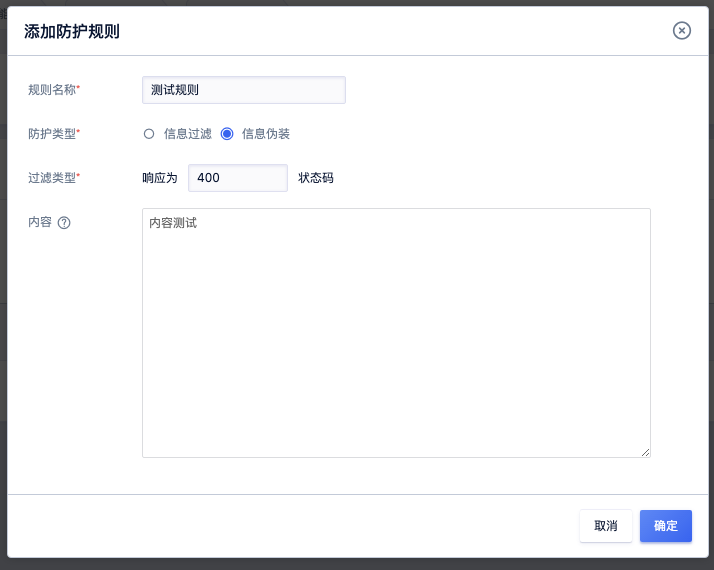 添加防护规则
规则名称* 测试规则
防护类型* 信息过滤 信息伪装
过滤类型* 响应为 400 状态码
内容 ? 内容测试
取消 确定